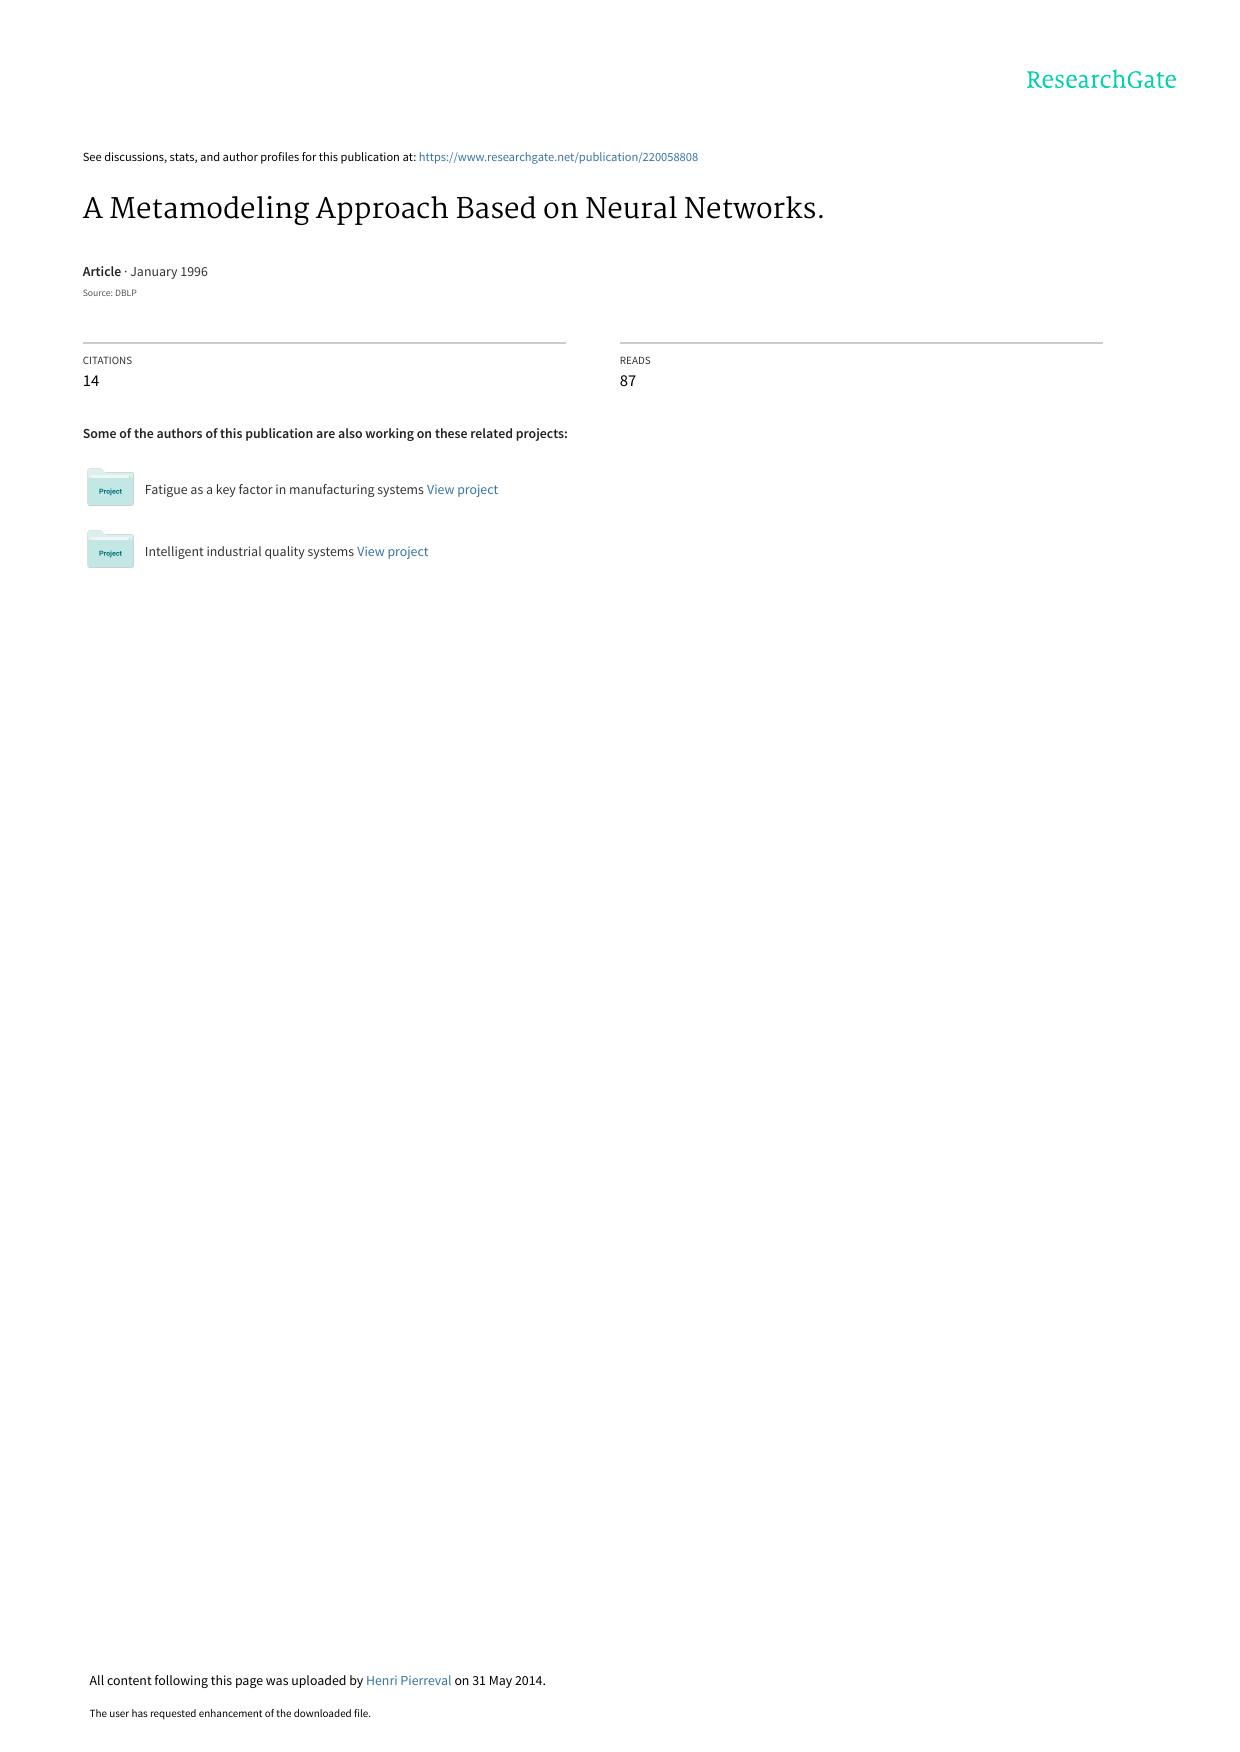 ResearchGate
See discussions, stats, and author profiles for this publication at: https://www.researchgate.net/publication/220058808
A Metamodeling Approach Based on Neural Networks.
Article · January 1996
Source: DBLP
CITATIONS
14
READS
87
Some of the authors of this publication are also working on these related projects:
Project
Fatigue as a key factor in manufacturing systems View project
Project
Intelligent industrial quality systems View project
All content following this page was uploaded by Henri Pierreval on 31 May 2014.
The user has requested enhancement of the downloaded file.